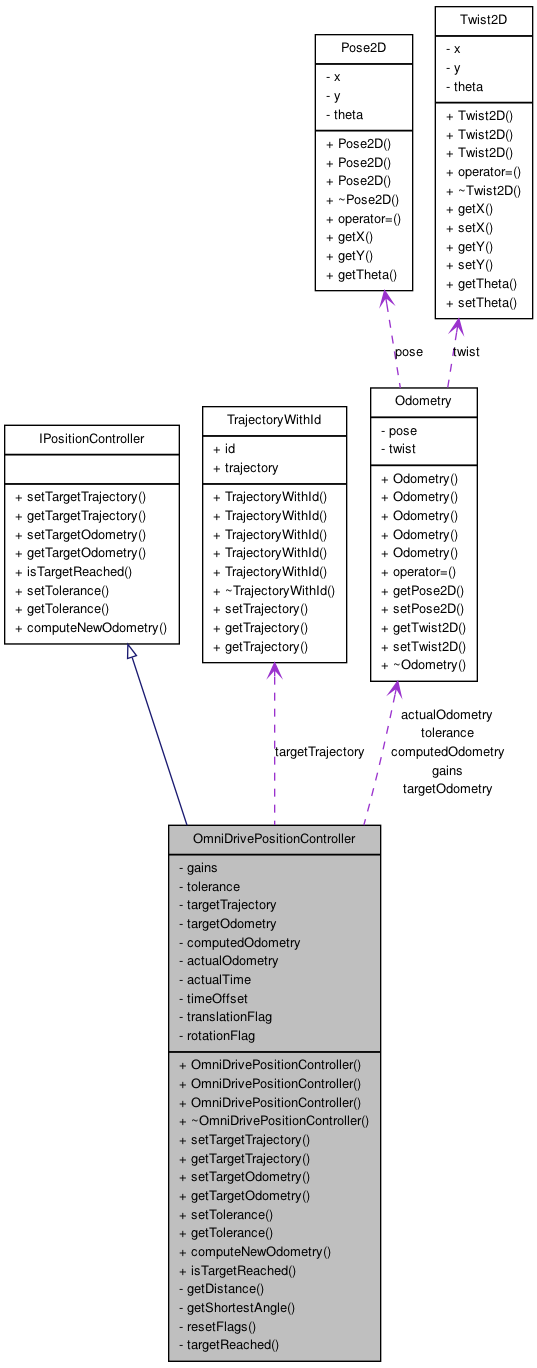 Twist2D
- x
- y
- theta
+ Twist2D()
+ Twist2D()
+ Twist2D()
+ operator=()
+ ~Twist2D()
+ getX()
+ setX()
+ getY()
+ setY()
+ getTheta()
+ setTheta()
Pose2D
- x
- y
- theta
+ Pose2D()
+ Pose2D()
+ Pose2D()
+ ~Pose2D()
+ operator=()
+ getX()
+ getY()
+ getTheta()
pose
twist
Odometry
- pose
- twist
+ Odometry()
+ Odometry()
+ Odometry()
+ Odometry()
+ Odometry()
+ operator=()
+ getPose2D()
+ setPose2D()
+ getTwist2D()
+ setTwist2D()
+ ~Odometry()
TrajectoryWithId
+ id
+ trajectory
+ TrajectoryWithId()
+ TrajectoryWithId()
+ TrajectoryWithId()
+ TrajectoryWithId()
+ TrajectoryWithId()
+ ~TrajectoryWithId()
+ setTrajectory()
+ getTrajectory()
+ getTrajectory()
IPositionController
+ setTargetTrajectory()
+ getTargetTrajectory()
+ setTargetOdometry()
+ getTargetOdometry()
+ isTargetReached()
+ setTolerance()
+ getTolerance()
+ computeNewOdometry()
targetTrajectory
actualOdometry
tolerance
computedOdometry
gains
targetOdometry
OmniDrivePositionController
- gains
- tolerance
- targetTrajectory
- targetOdometry
- computedOdometry
- actualOdometry
- actualTime
- timeOffset
- translationFlag
- rotationFlag
+ OmniDrivePositionController()
+ OmniDrivePositionController()
+ OmniDrivePositionController()
+ ~OmniDrivePositionController()
+ setTargetTrajectory()
+ getTargetTrajectory()
+ setTargetOdometry()
+ getTargetOdometry()
+ setTolerance()
+ getTolerance()
+ computeNewOdometry()
+ isTargetReached()
- getDistance()
- getShortestAngle()
- resetFlags()
- targetReached()